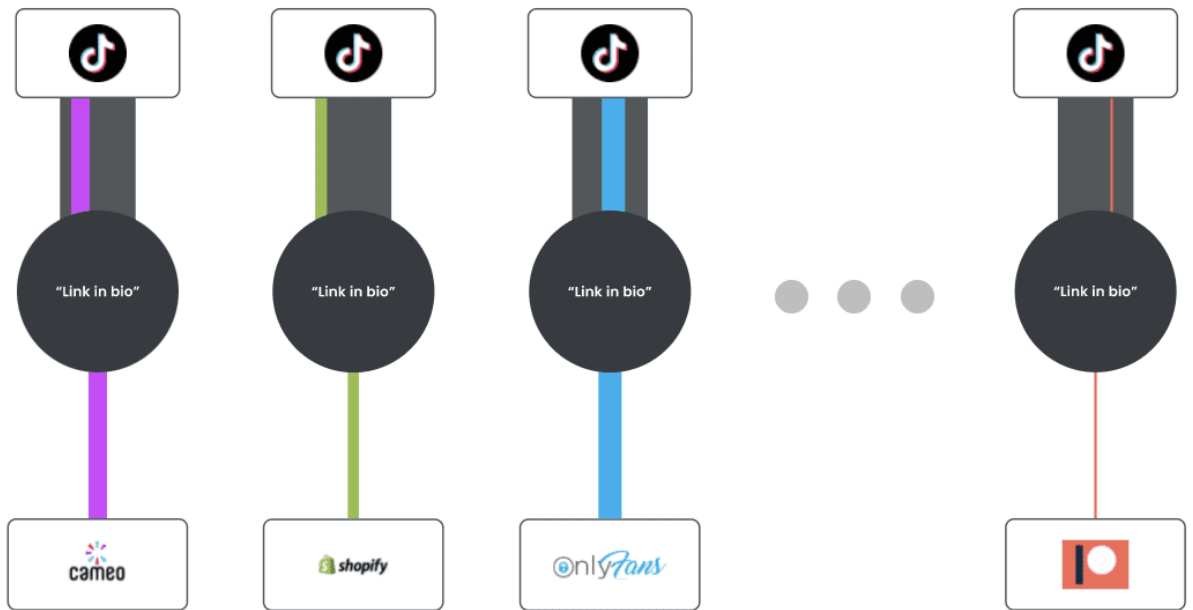 “Link in bio”
“Link in bio”
“Link in bio”
“Link in bio”
cameo
shopify
OnlyFans